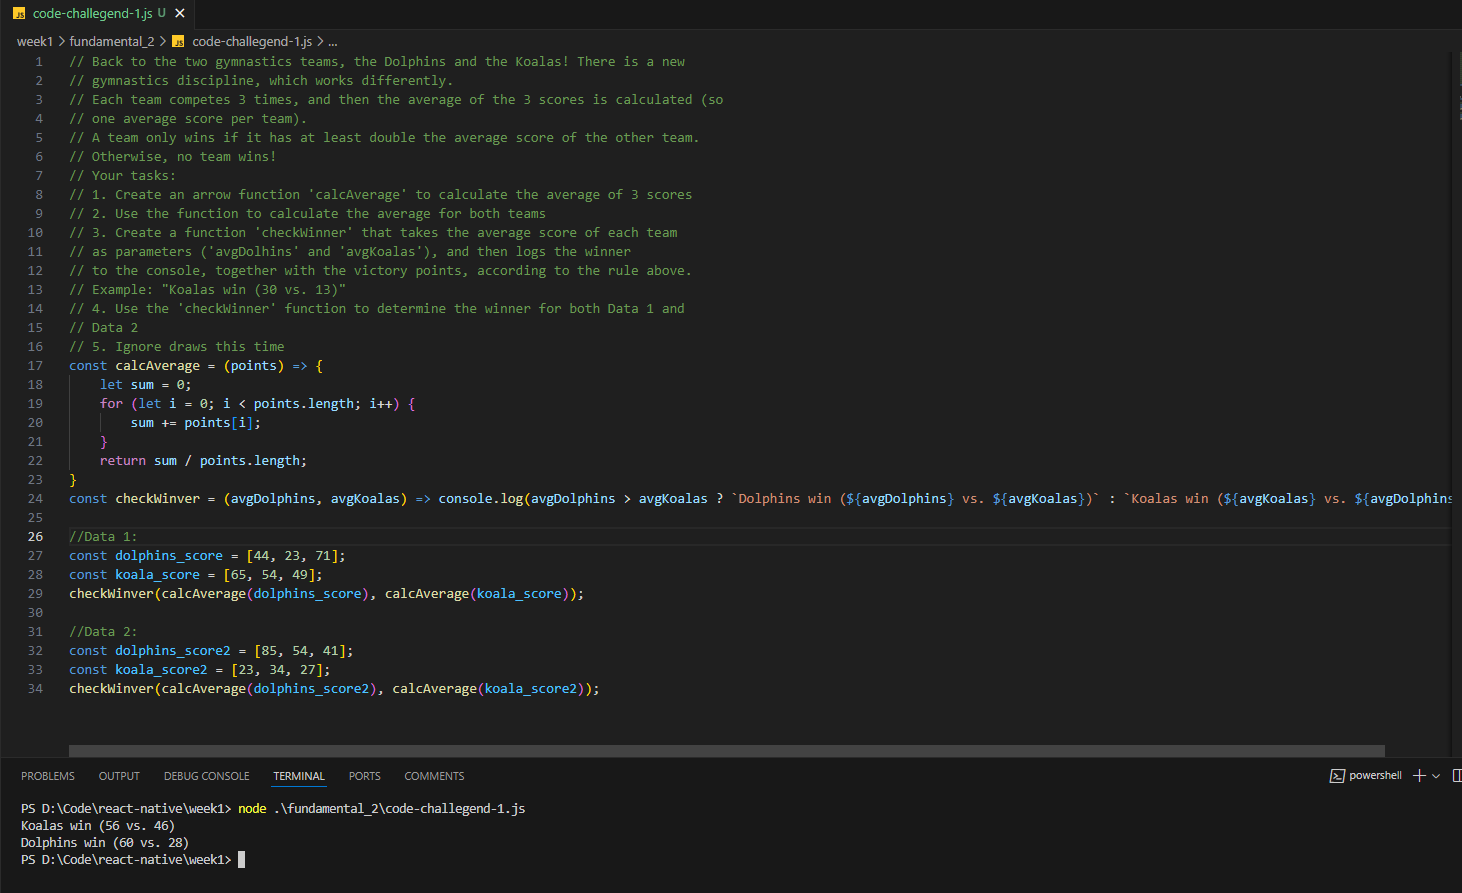 JS code-challegend-1.js U ×
week1 > fundamental_2 > JS code-challegend-1.js > ...
1 // Back to the two gymnastics teams, the Dolphins and the Koalas! There is a new
2 // gymnastics discipline, which works differently.
3 // Each team competes 3 times, and then the average of the 3 scores is calculated (so
4 // one average score per team).
5 // A team only wins if it has at least double the average score of the other team.
6 // Otherwise, no team wins!
7 // Your tasks:
8 // 1. Create an arrow function 'calcAverage' to calculate the average of 3 scores
9 // 2. Use the function to calculate the average for both teams
10 // 3. Create a function 'checkWinner' that takes the average score of each team
11 // as parameters ('avgDolhins' and 'avgKoalas'), and then logs the winner
12 // to the console, together with the victory points, according to the rule above.
13 // Example: "Koalas win (30 vs. 13)"
14 // 4. Use the 'checkWinner' function to determine the winner for both Data 1 and
15 // Data 2
16 // 5. Ignore draws this time
17 const calcAverage = (points) => {
18     let sum = 0;
19     for (let i = 0; i < points.length; i++) {
20         sum += points[i];
21     }
22     return sum / points.length;
23 }
24 const checkWinver = (avgDolphins, avgKoalas) => console.log(avgDolphins > avgKoalas ? `Dolphins win (${avgDolphins} vs. ${avgKoalas})` : `Koalas win (${avgKoalas} vs. ${avgDolphins
25
26 //Data 1:
27 const dolphins_score = [44, 23, 71];
28 const koala_score = [65, 54, 49];
29 checkWinver(calcAverage(dolphins_score), calcAverage(koala_score));
30
31 //Data 2:
32 const dolphins_score2 = [85, 54, 41];
33 const koala_score2 = [23, 34, 27];
34 checkWinver(calcAverage(dolphins_score2), calcAverage(koala_score2));
PROBLEMS OUTPUT DEBUG CONSOLE TERMINAL PORTS COMMENTS powershell
PS D:\Code\react-native\week1> node .\fundamental_2\code-challegend-1.js
Koalas win (56 vs. 46)
Dolphins win (60 vs. 28)
PS D:\Code\react-native\week1>